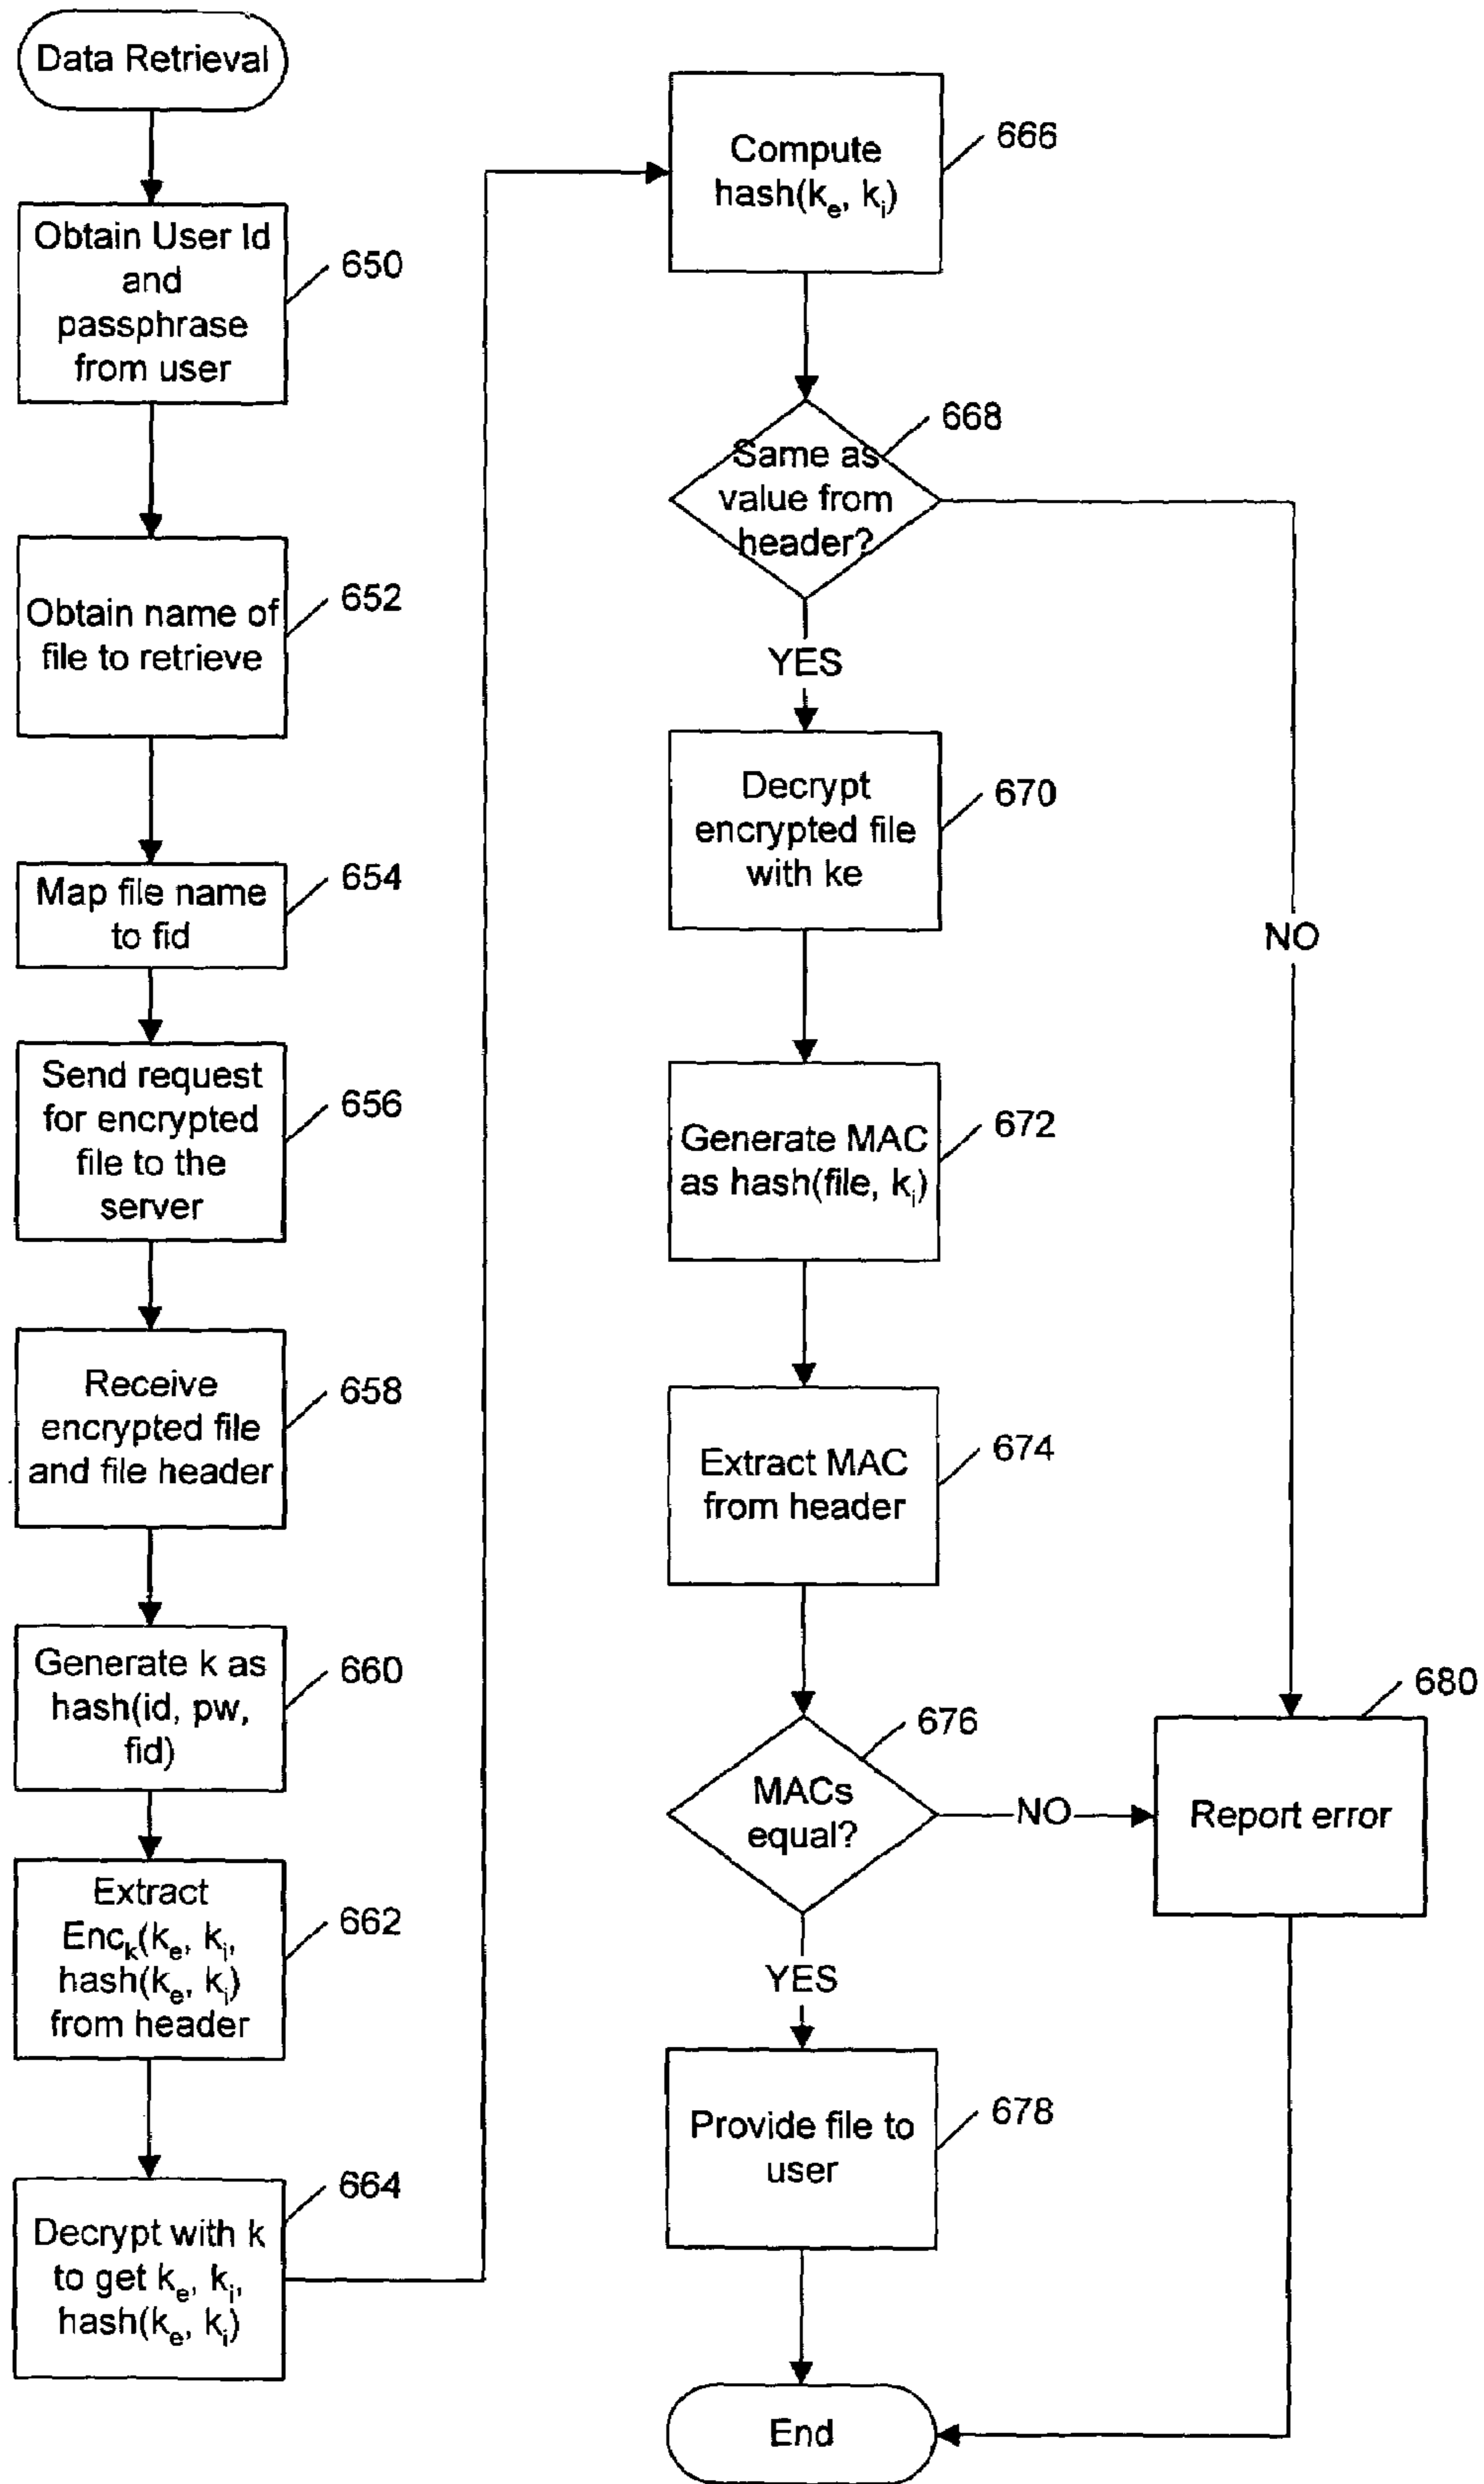 Data Retrieval
Obtain User Id
and
passphrase
from user
650
Obtain name of
file to retrieve
652
Map file name
to fid
654
Send request
for encrypted
file to the
server
656
Receive
encrypted file
and file header
658
Generate k as
hash(id, pw,
fid)
660
Extract
Encₖ(kₑ, kᵢ,
hash(kₑ, kᵢ)
from header
662
Decrypt with k
to get kₑ, kᵢ,
hash(kₑ, kᵢ)
664
Compute
hash(kₑ, kᵢ)
666
Same as
value from
header?
668
YES
NO
Decrypt
encrypted file
with ke
670
Generate MAC
as hash(file, kᵢ)
672
Extract MAC
from header
674
MACs
equal?
676
NO
YES
Report error
680
Provide file to
user
678
End